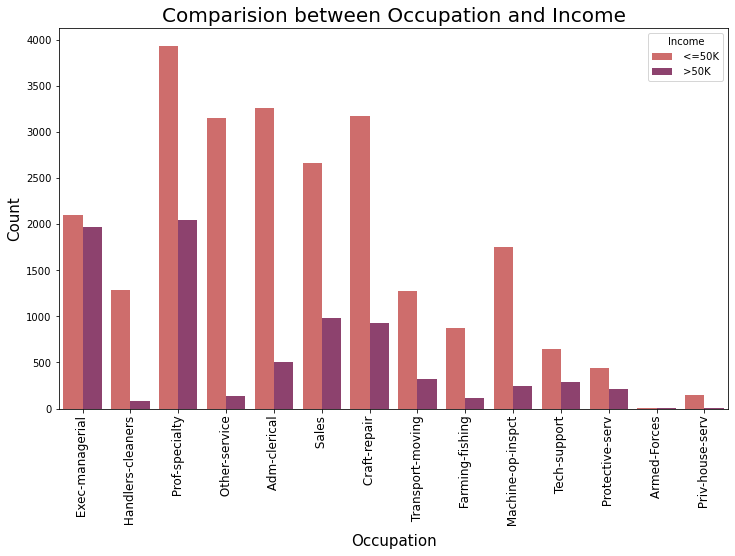 Comparision between Occupation and Income
Income
<=50K
>50K
Count
4000
3500
3000
2500
2000
1500
1000
500
0
Exec-managerial
Handlers-cleaners
Prof-specialty
Other-service
Adm-clerical
Sales
Craft-repair
Transport-moving
Farming-fishing
Machine-op-inspct
Tech-support
Protective-serv
Armed-Forces
Priv-house-serv
Occupation